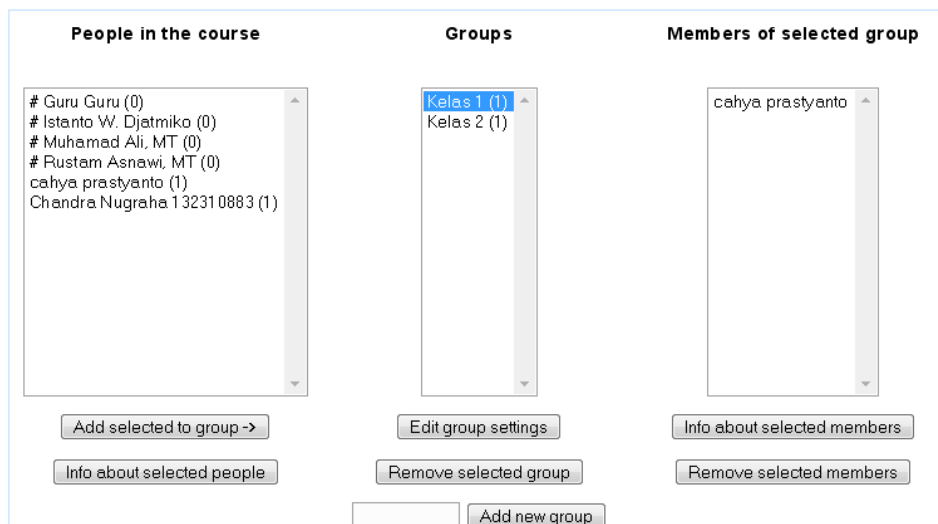 People in the course
Groups
Members of selected group
# Guru Guru (0)
# Istanto W. Djatmiko (0)
# Muhamad Ali, MT (0)
# Rustam Asnawi, MT (0)
cahya prastyanto (1)
Chandra Nugraha 132310883 (1)
Kelas 1 (1)
Kelas 2 (1)
cahya prastyanto
Add selected to group ->
Edit group settings
Info about selected members
Info about selected people
Remove selected group
Remove selected members
Add new group